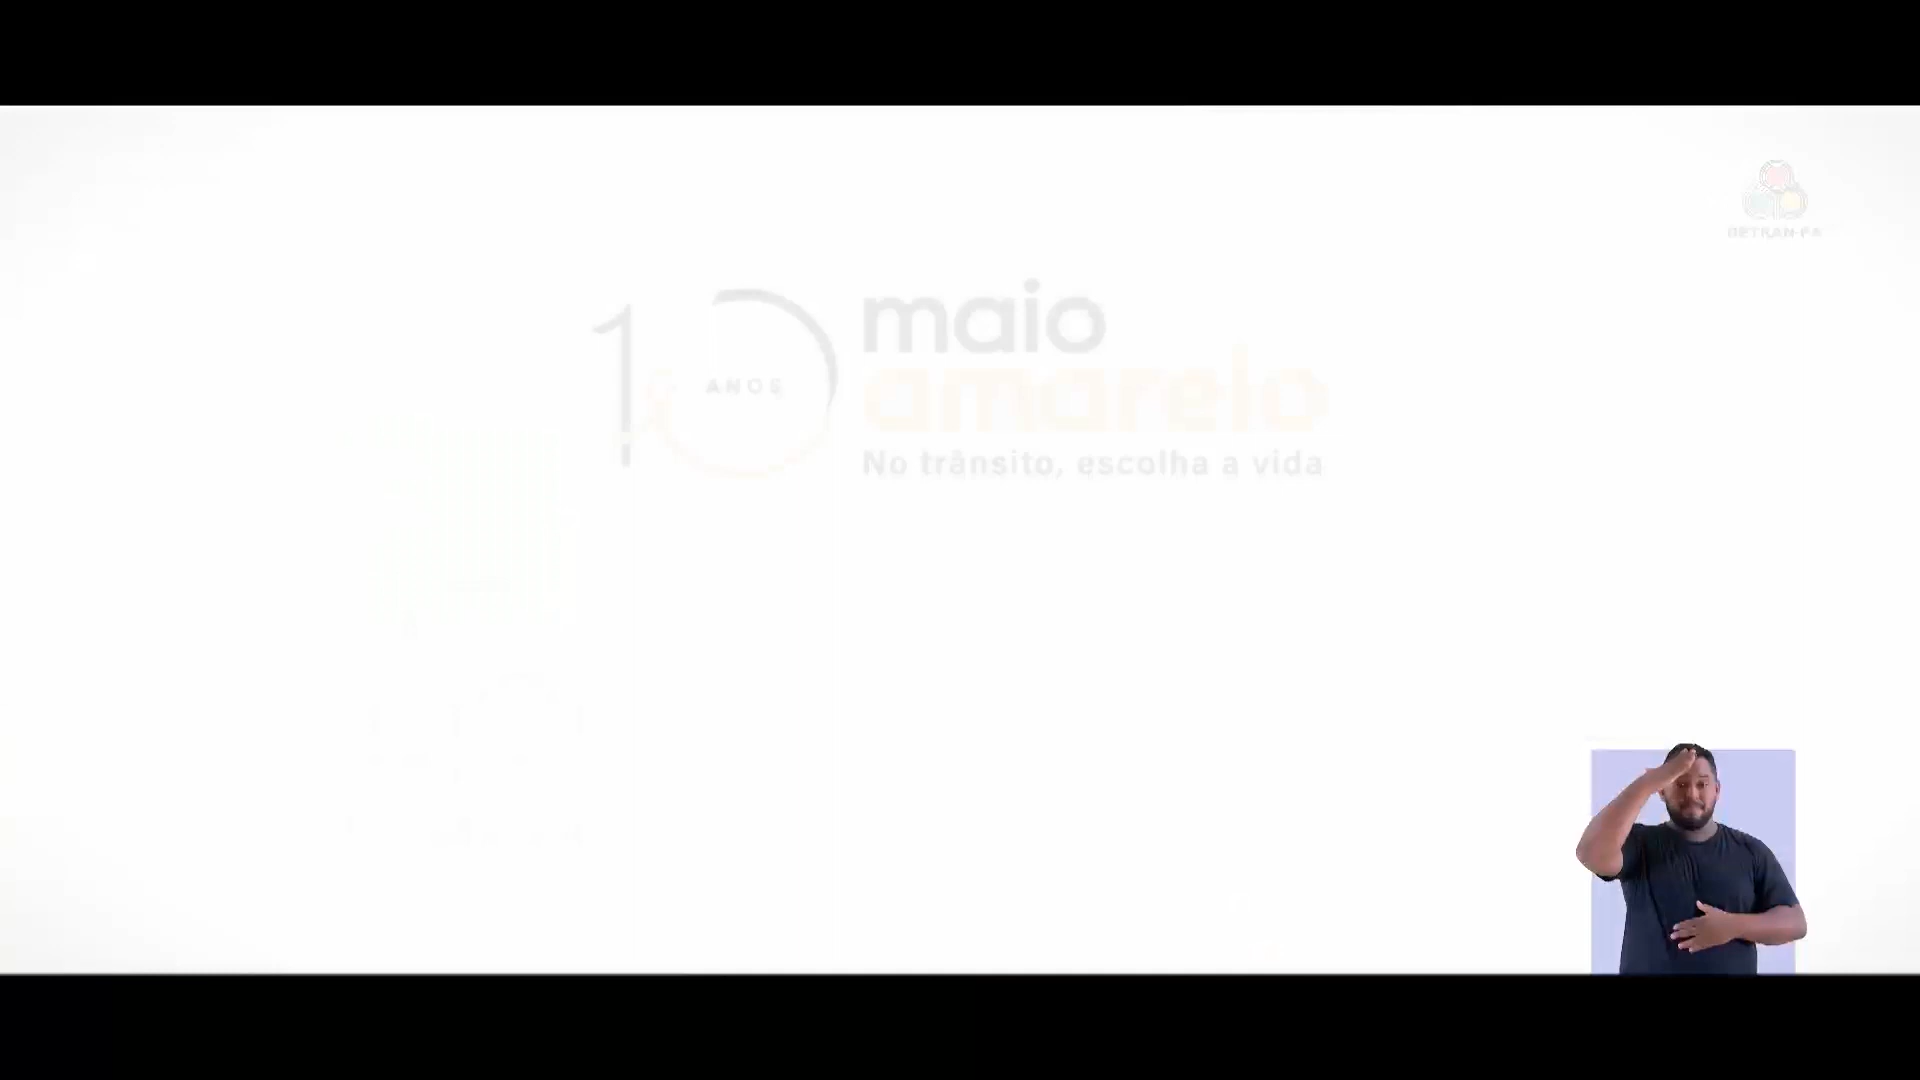 DETRAN-PA
10 ANOS
maio
amarelo
No trânsito, escolha a vida